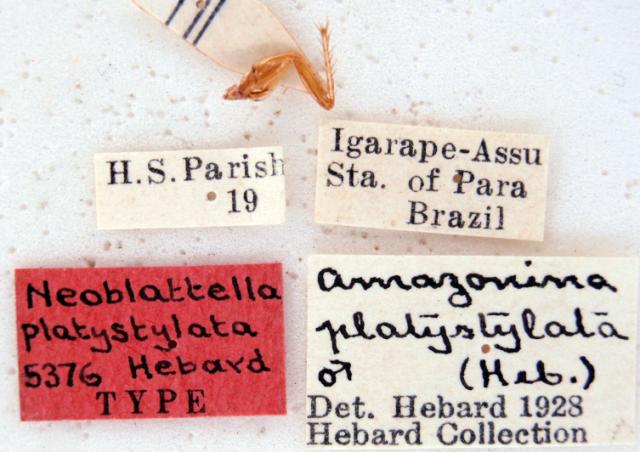 H.S.Parish
19
Igarape-Assu
Sta. of Para
Brazil
Neoblattella
platystylata
5376 Hebard
TYPE
Amazonina
platystylata
♂ (Heb.)
Det. Hebard 1928
Hebard Collection